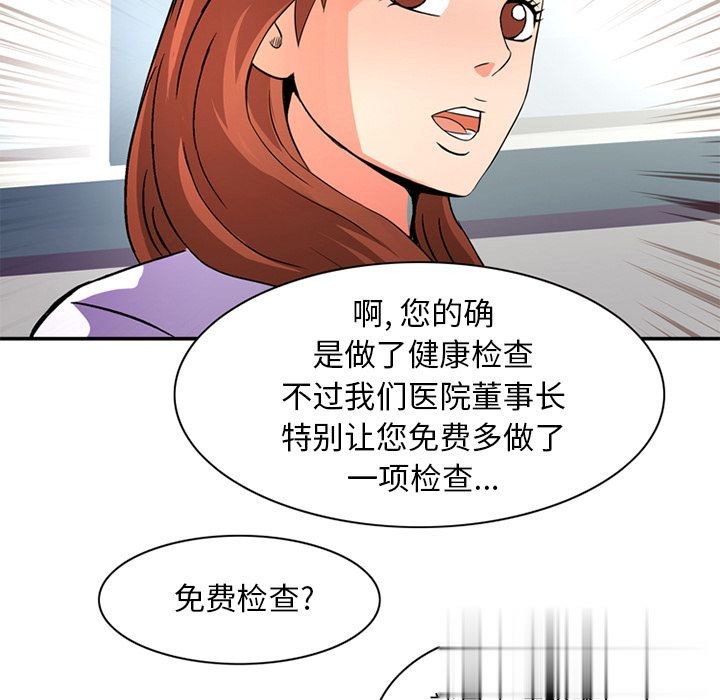 啊, 您的确
是做了健康检查
不过我们医院董事长
特别让您免费多做了
一项检查...
免费检查?